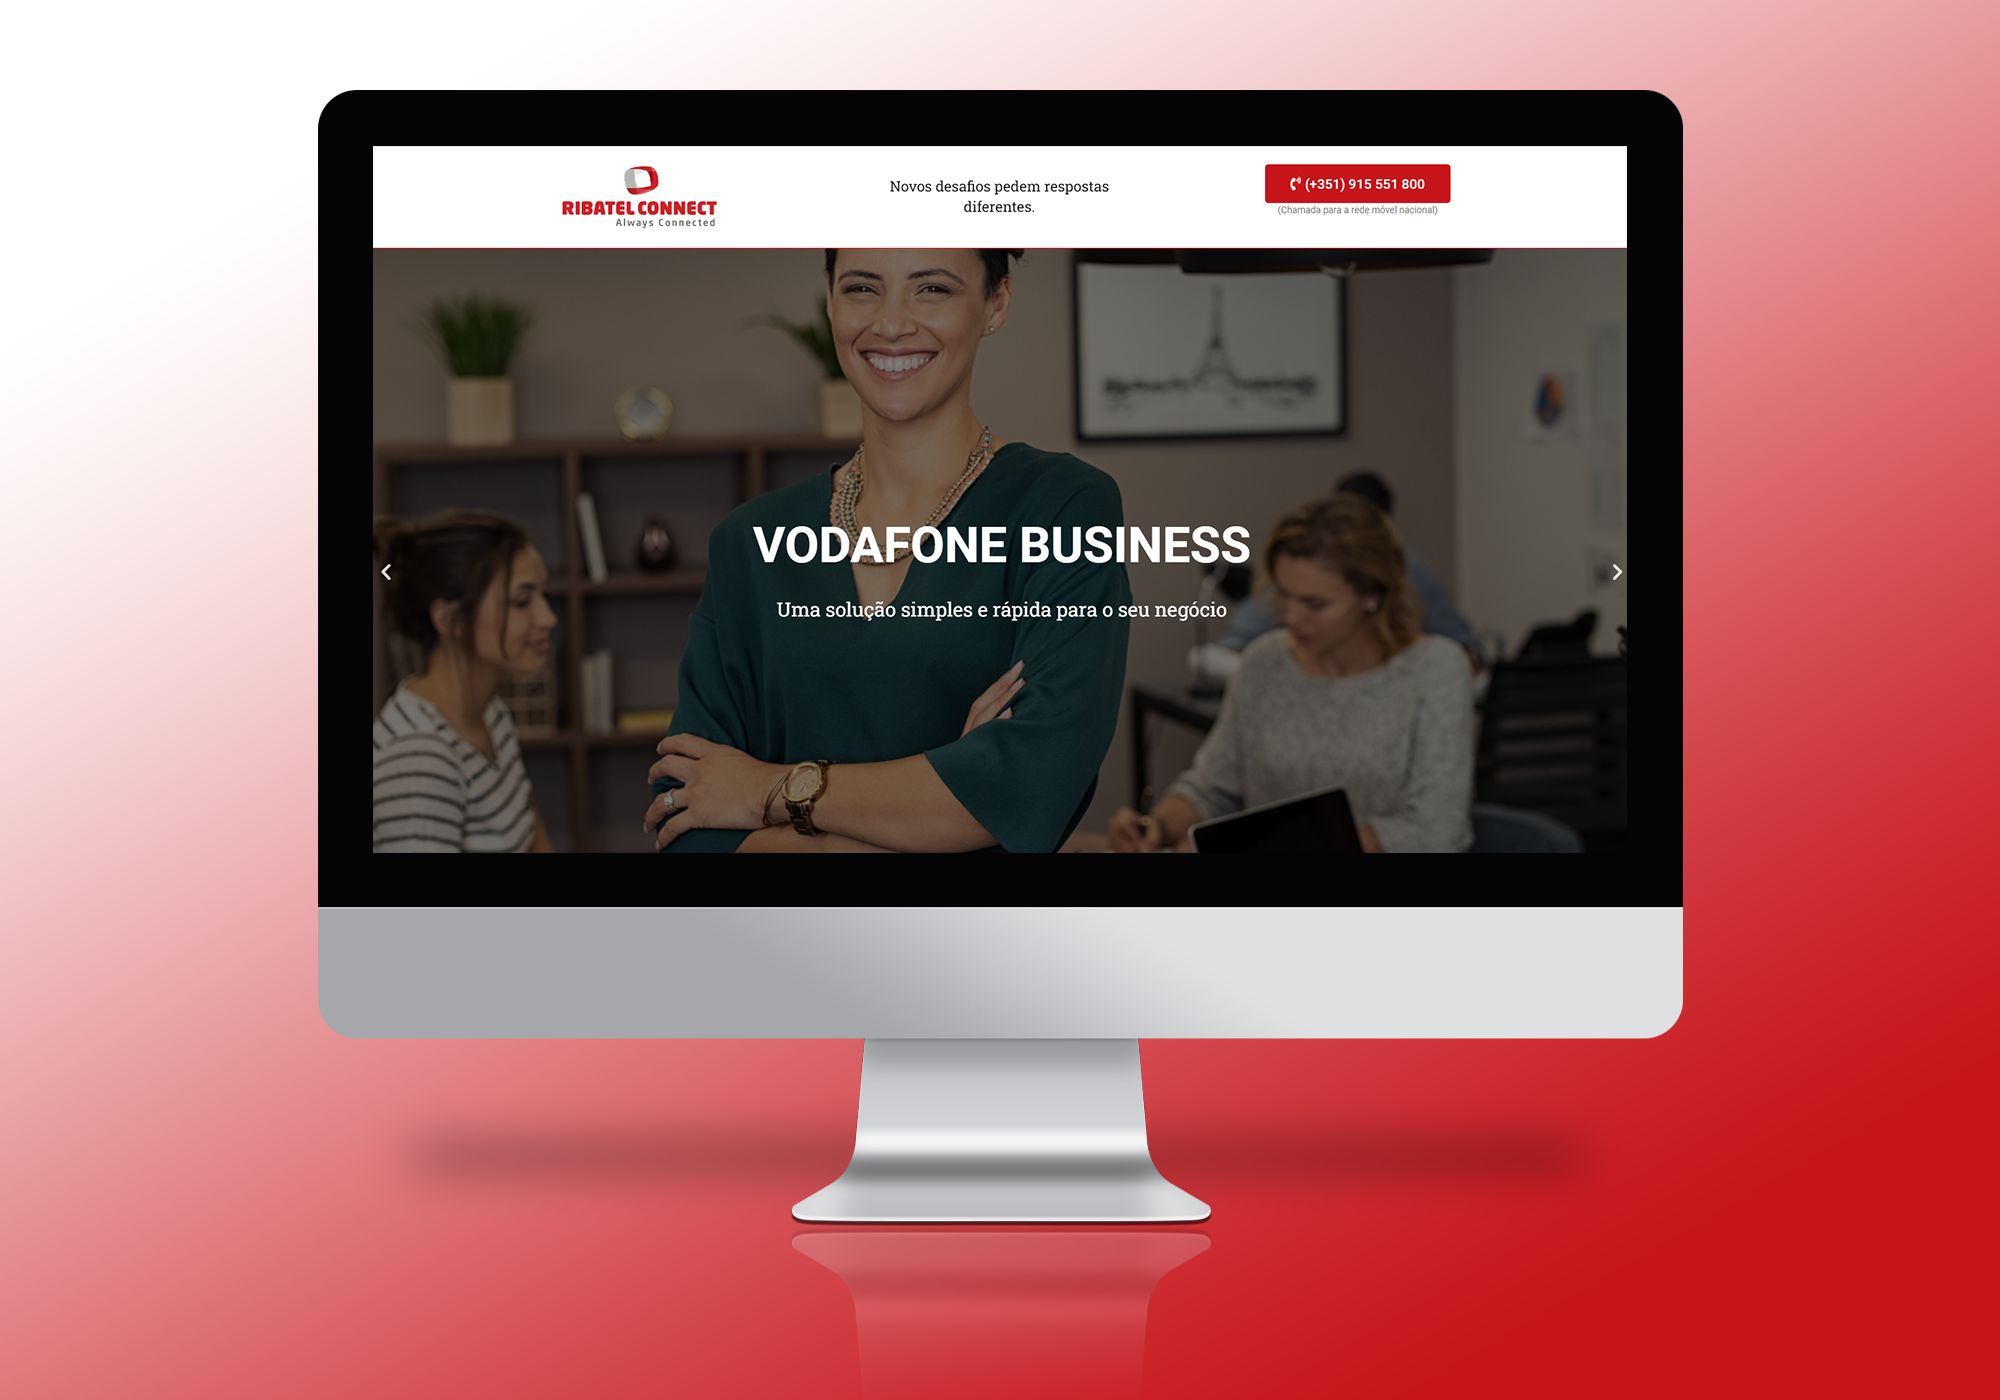 RIBATEL CONNECT
Always Connected
Novos desafios pedem respostas
diferentes.
(+351) 915 551 800
(Chamada para a rede móvel nacional)
VODAFONE BUSINESS
Uma solução simples e rápida para o seu negócio